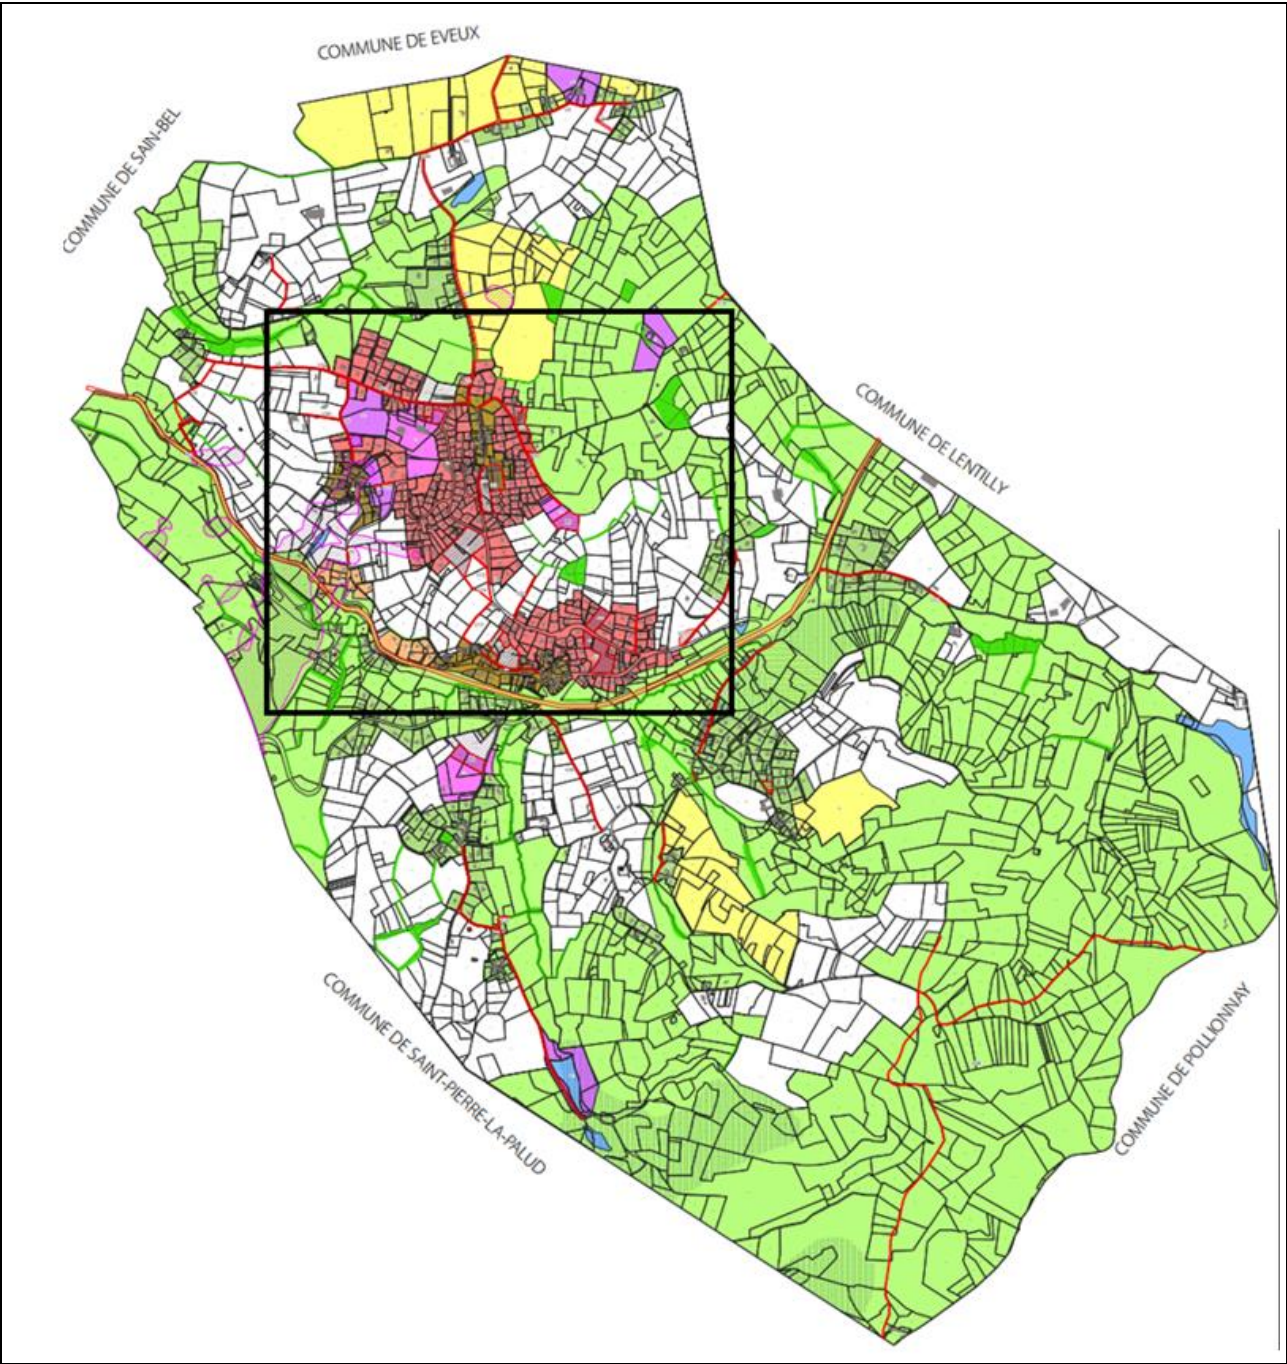 COMMUNE DE EVEUX
COMMUNE DE SAIN-BEL
COMMUNE DE LENTILLY
COMMUNE DE SAINT-PIERRE-LA-PALUD
COMMUNE DE POLLIONNAY